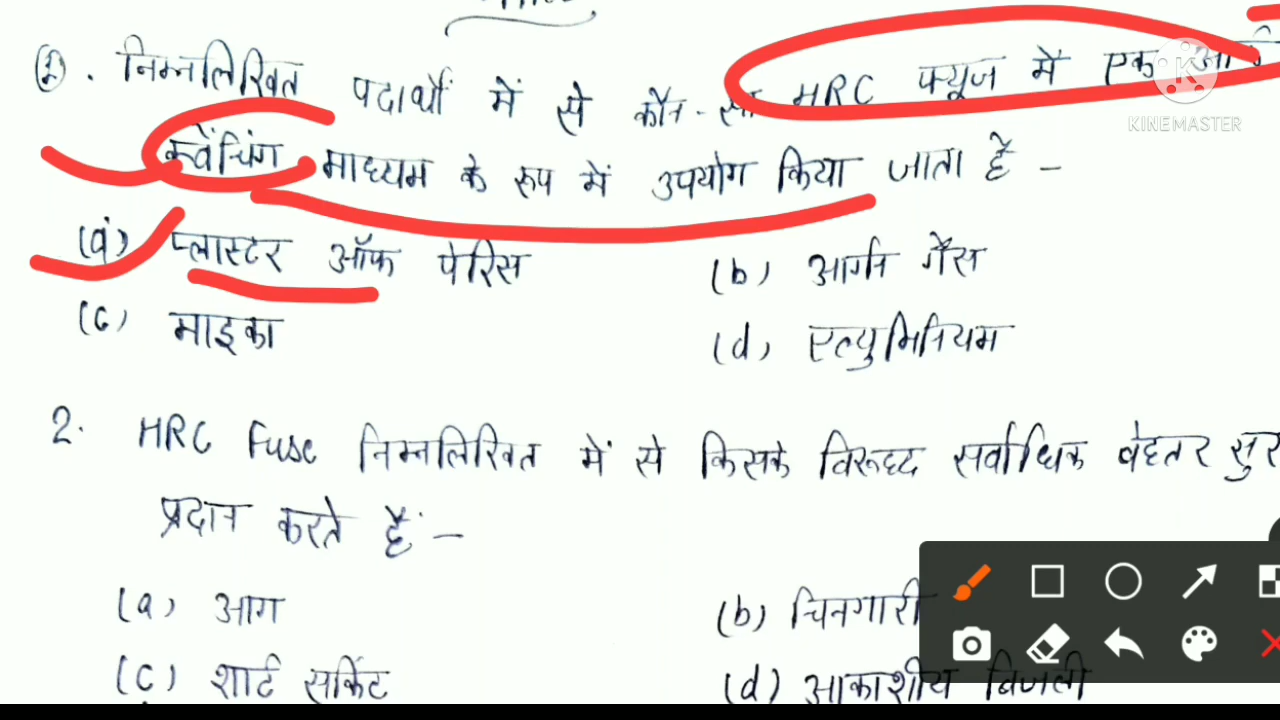 (1). निम्नलिखित पदार्थों में से कौन-सा HRC फ्यूज में एक
क्वेंचिंग माध्यम के रूप में उपयोग किया जाता है -
(a) प्लास्टर ऑफ पेरिस (b) आर्गन गैस
(c) माइका (d) एल्युमिनियम
2. HRC Fuse निम्नलिखित में से किसके विरूध्द सर्वाधिक बेहतर
प्रदान करते हैं:-
(a) आग (b) चिनगारी
(c) शार्ट सर्किट (d) आकाशीय बिजली
KINEMASTER